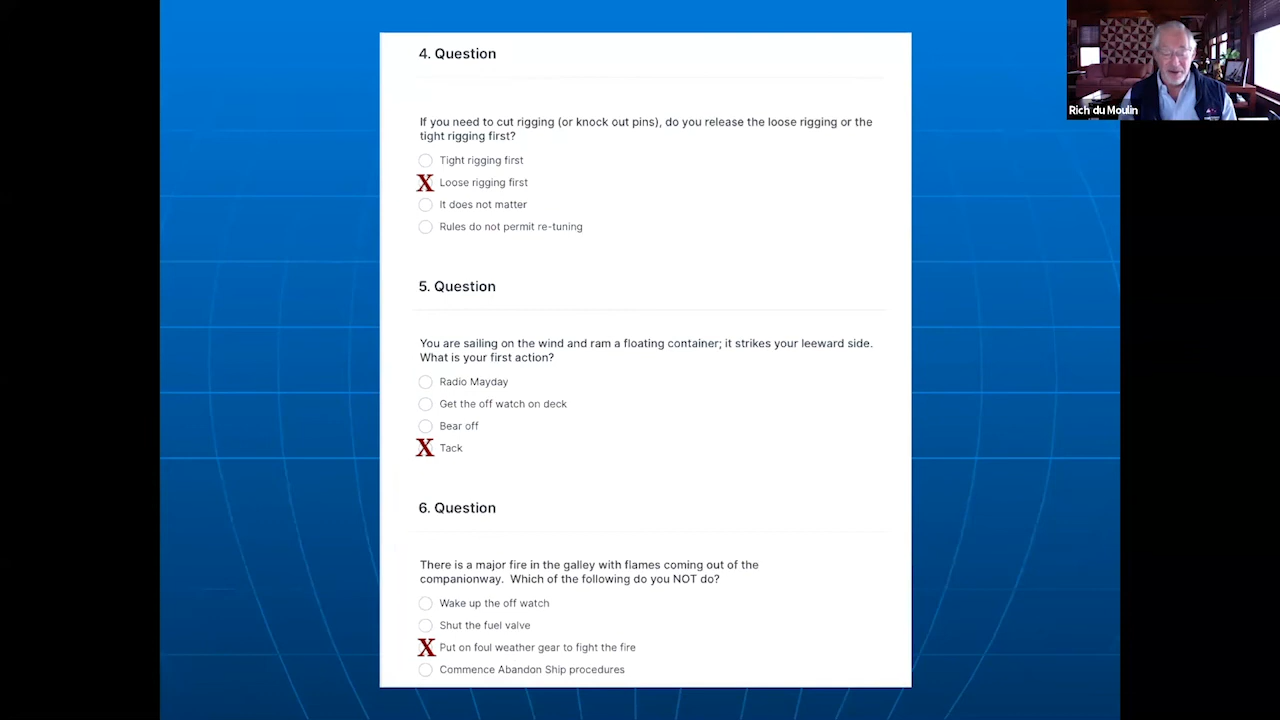 Rich du Moulin
4. Question
If you need to cut rigging (or knock out pins), do you release the loose rigging or the
tight rigging first?
Tight rigging first
X Loose rigging first
It does not matter
Rules do not permit re-tuning
5. Question
You are sailing on the wind and ram a floating container; it strikes your leeward side.
What is your first action?
Radio Mayday
Get the off watch on deck
Bear off
X Tack
6. Question
There is a major fire in the galley with flames coming out of the
companionway.  Which of the following do you NOT do?
Wake up the off watch
Shut the fuel valve
X Put on foul weather gear to fight the fire
Commence Abandon Ship procedures